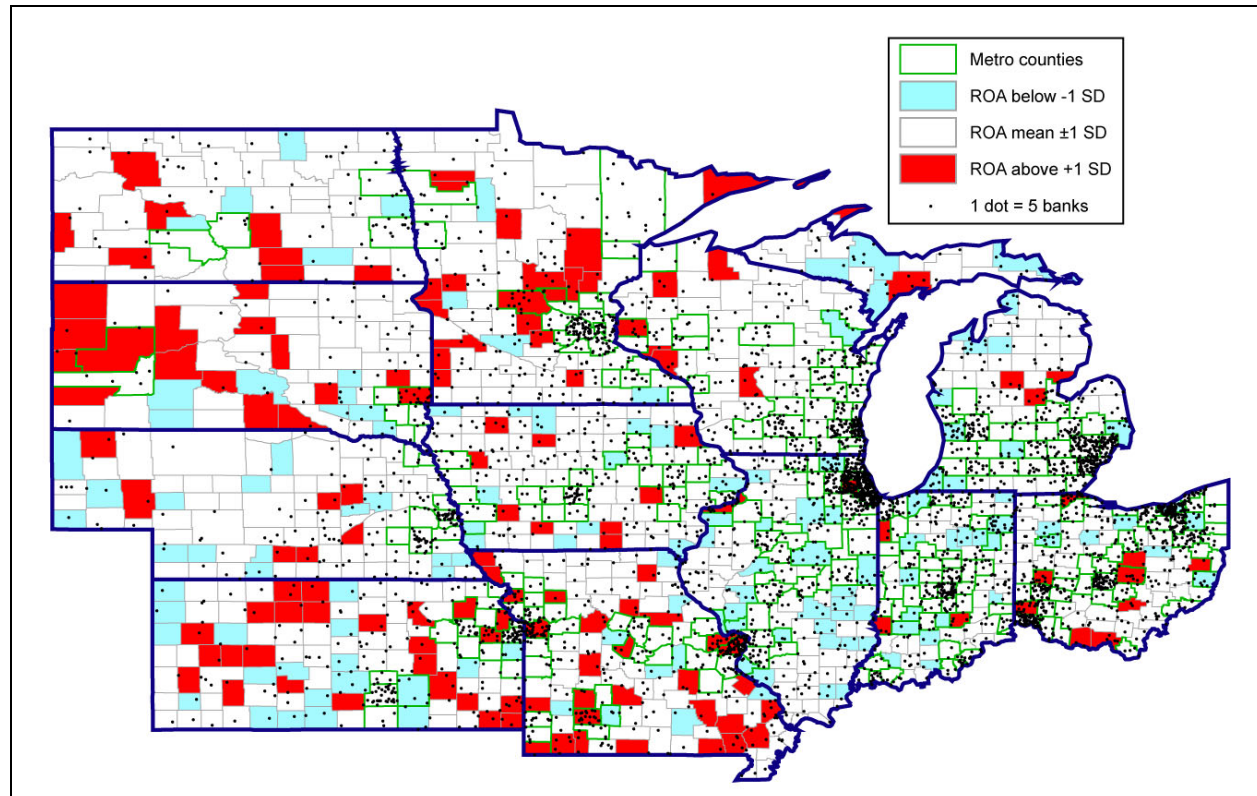 Metro counties
ROA below -1 SD
ROA mean ±1 SD
ROA above +1 SD
1 dot = 5 banks